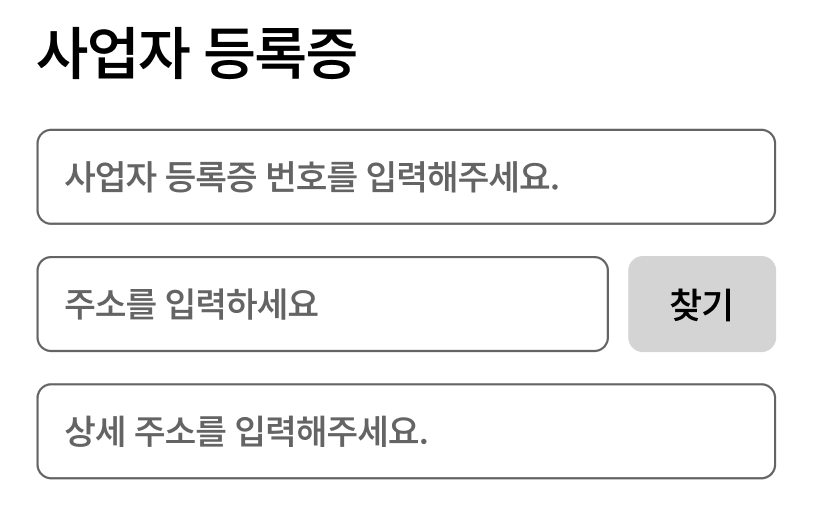 사업자 등록증
사업자 등록증 번호를 입력해주세요.
주소를 입력하세요
찾기
상세 주소를 입력해주세요.